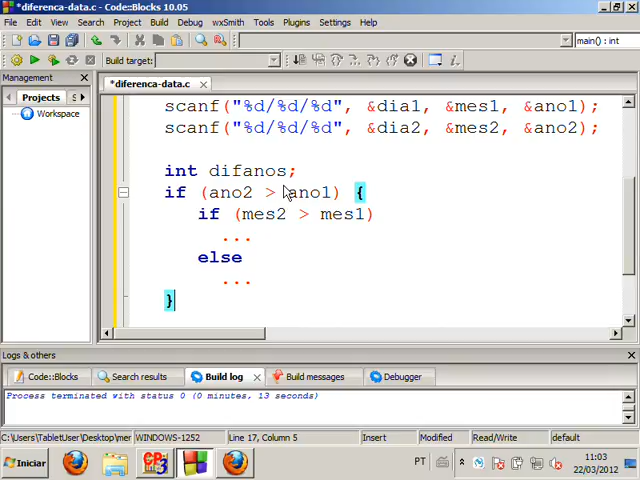 *diferenca-data.c - Code::Blocks 10.05
File Edit View Search Project Build Debug wxSmith Tools Plugins Settings Help
main() : int
Build target:
Management
*diferenca-data.c
Projects S
Workspace
scanf("%d/%d/%d", &dia1, &mes1, &ano1);
scanf("%d/%d/%d", &dia2, &mes2, &ano2);
int difanos;
if (ano2 > ano1) {
if (mes2 > mes1)
...
else
...
}
Logs & others
Code::Blocks Search results Build log Build messages Debugger
Process terminated with status 0 (0 minutes, 13 seconds)
C:\Users\TabletUser\Desktop\mer WINDOWS-1252 Line 17, Column 5 Insert Modified Read/Write default
Iniciar PT 11:03
22/03/2012